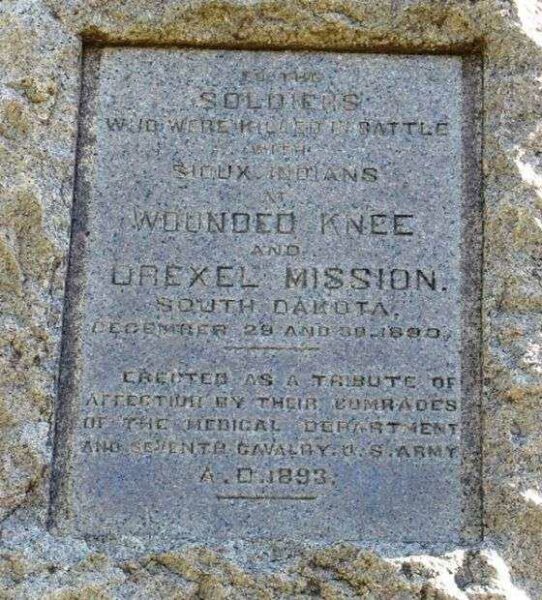 TO THE
SOLDIERS
WHO WERE KILLED IN BATTLE
WITH
SIOUX INDIANS
AT
WOUNDED KNEE
AND
DREXEL MISSION.
SOUTH DAKOTA,
DECEMBER 29 AND 30, 1890.
ERECTED AS A TRIBUTE OF
AFFECTION BY THEIR COMRADES
OF THE MEDICAL DEPARTMENT
AND SEVENTH CAVALRY, U.S. ARMY
A.D. 1893.